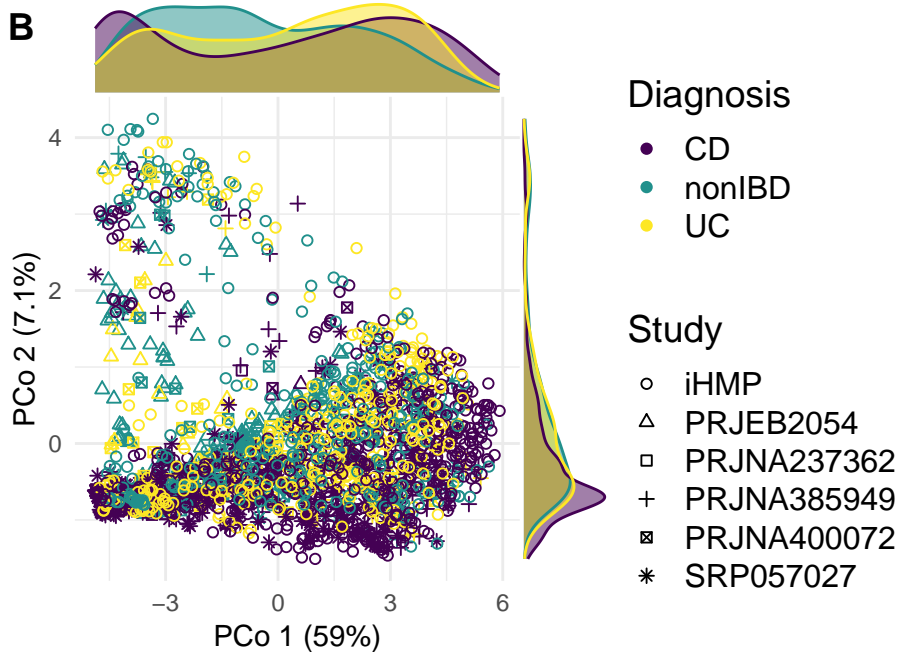 B
4
2
0
PCo 2 (7.1%)
−3
0
3
6
PCo 1 (59%)
Diagnosis
CD
nonIBD
UC
Study
iHMP
PRJEB2054
PRJNA237362
PRJNA385949
PRJNA400072
SRP057027